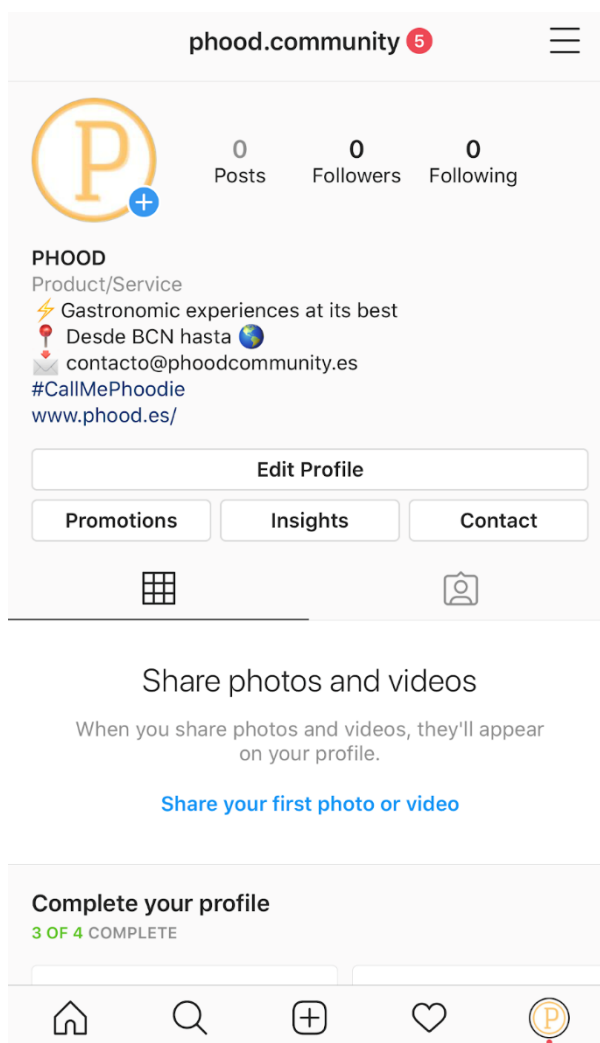 phood.community 5
P
0 0 0
Posts Followers Following
PHOOD
Product/Service
⚡ Gastronomic experiences at its best
📍 Desde BCN hasta 🌎
📩 contacto@phoodcommunity.es
#CallMePhoodie
www.phood.es/
Edit Profile
Promotions Insights Contact
Share photos and videos
When you share photos and videos, they'll appear
on your profile.
Share your first photo or video
Complete your profile
3 OF 4 COMPLETE
P